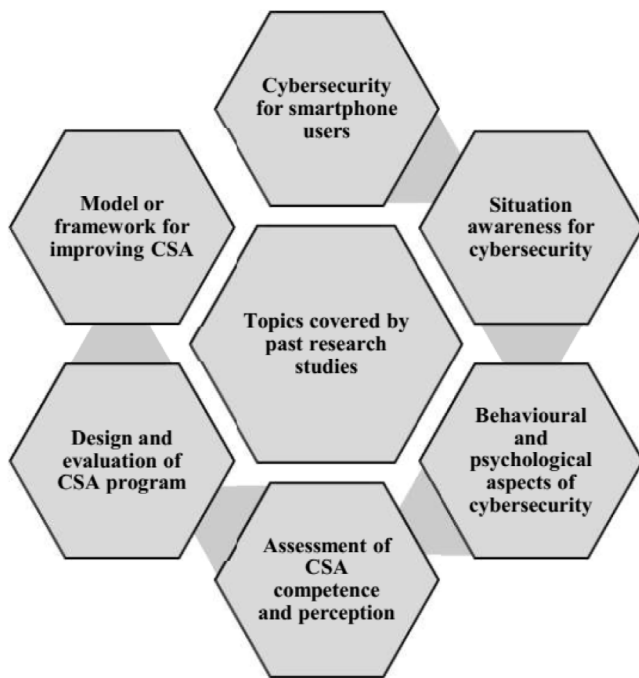 Cybersecurity
for smartphone
users
Model or
framework for
improving CSA
Situation
awareness for
cybersecurity
Topics covered by
past research
studies
Design and
evaluation of
CSA program
Behavioural
and
psychological
aspects of
cybersecurity
Assessment of
CSA
competence
and perception